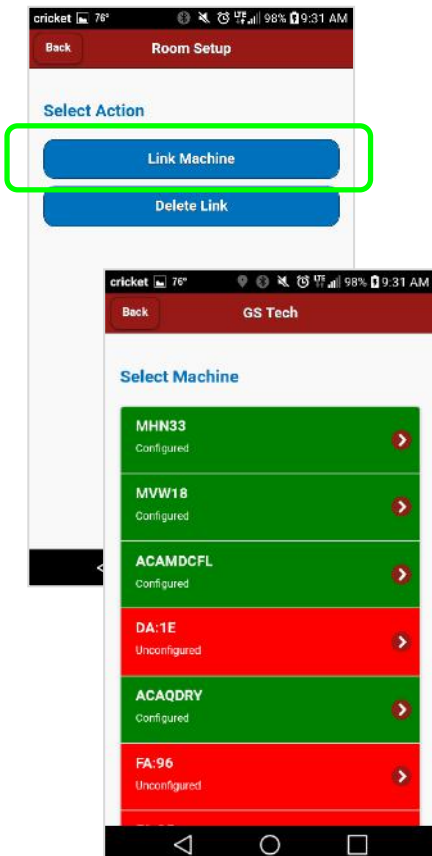 cricket 76° LTE 98% 9:31 AM
Back Room Setup
Select Action
Link Machine
Delete Link
cricket 76° LTE 98% 9:31 AM
Back GS Tech
Select Machine
MHN33
Configured
MVW18
Configured
ACAMDCFL
Configured
DA:1E
Unconfigured
ACAQDRY
Configured
FA:96
Unconfigured